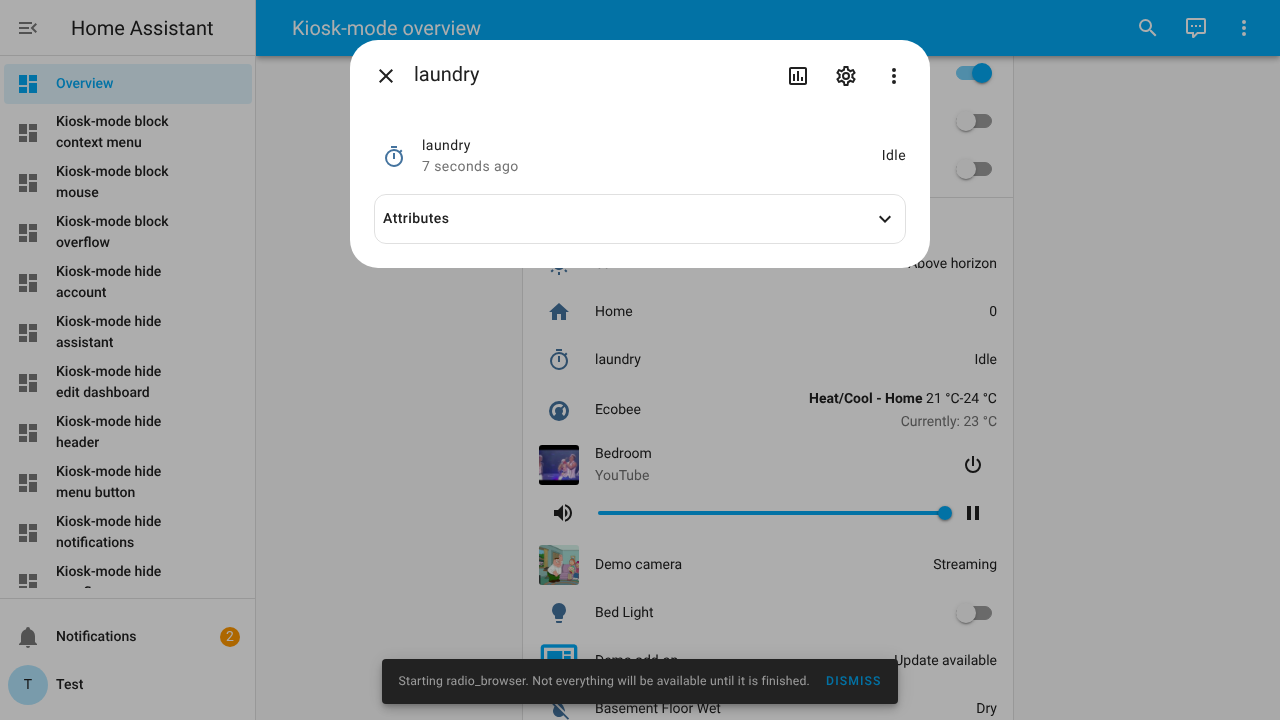 Home Assistant
Kiosk-mode overview
Overview
Kiosk-mode block
context menu
Kiosk-mode block
mouse
Kiosk-mode block
overflow
Kiosk-mode hide
account
Kiosk-mode hide
assistant
Kiosk-mode hide
edit dashboard
Kiosk-mode hide
header
Kiosk-mode hide
menu button
Kiosk-mode hide
notifications
Kiosk-mode hide
Notifications 2
T Test
laundry
laundry
7 seconds ago
Idle
Attributes
Above horizon
Home 0
laundry Idle
Ecobee
Heat/Cool - Home 21 °C-24 °C
Currently: 23 °C
Bedroom
YouTube
Demo camera Streaming
Bed Light
Demo add-on Update available
Starting radio_browser. Not everything will be available until it is finished. DISMISS
Basement Floor Wet Dry